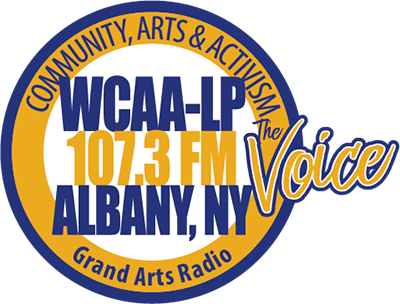 COMMUNITY, ARTS & ACTIVISM
WCAA-LP
107.3 FM
ALBANY, NY
The
Voice
Grand Arts Radio